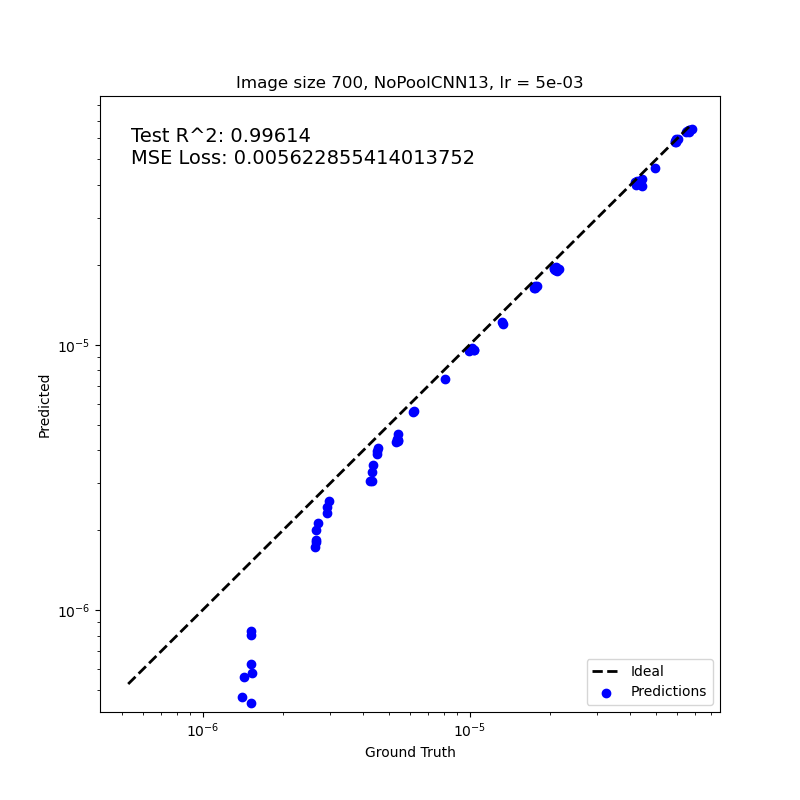 Image size 700, NoPoolCNN13, lr = 5e-03
Test R^2: 0.99614
MSE Loss: 0.005622855414013752
Predicted
10⁻⁵
10⁻⁶
Ideal
Predictions
10⁻⁶
10⁻⁵
Ground Truth